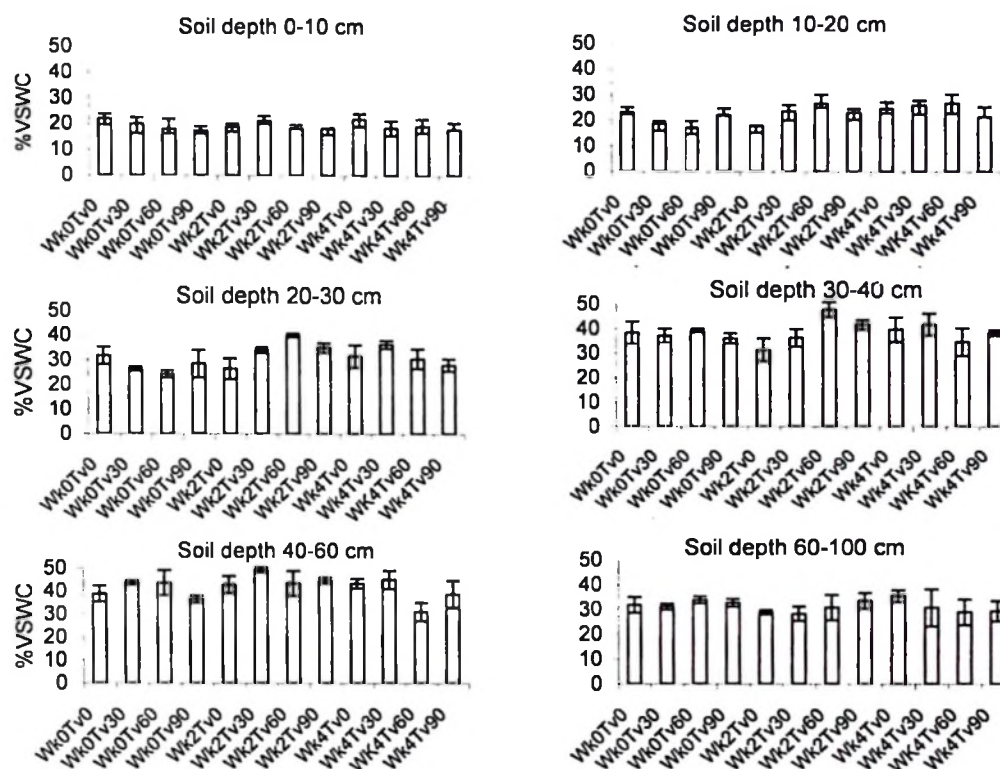 Soil depth 0-10 cm
%VSWC
50
40
30
20
10
0
Wk0Tv0
Wk0Tv30
Wk0Tv60
Wk0Tv90
Wk2Tv0
Wk2Tv30
Wk2Tv60
Wk2Tv90
Wk4Tv0
Wk4Tv30
WK4Tv60
Wk4Tv90
Soil depth 10-20 cm
50
40
30
20
10
0
Wk0Tv0
Wk0Tv30
Wk0Tv60
Wk0Tv90
Wk2Tv0
Wk2Tv30
Wk2Tv60
Wk2Tv90
Wk4Tv0
Wk4Tv30
WK4Tv60
Wk4Tv90
Soil depth 20-30 cm
%VSWC
50
40
30
20
10
0
Wk0Tv0
Wk0Tv30
Wk0Tv60
Wk0Tv90
Wk2Tv0
Wk2Tv30
Wk2Tv60
Wk2Tv90
Wk4Tv0
Wk4Tv30
WK4Tv60
Wk4Tv90
Soil depth 30-40 cm
50
40
30
20
10
0
Wk0Tv0
Wk0Tv30
Wk0Tv60
Wk0Tv90
Wk2Tv0
Wk2Tv30
Wk2Tv60
Wk2Tv90
Wk4Tv0
Wk4Tv30
WK4Tv60
Wk4Tv90
Soil depth 40-60 cm
%VSWC
50
40
30
20
10
0
Wk0Tv0
Wk0Tv30
Wk0Tv60
Wk0Tv90
Wk2Tv0
Wk2Tv30
Wk2Tv60
Wk2Tv90
Wk4Tv0
Wk4Tv30
WK4Tv60
Wk4Tv90
Soil depth 60-100 cm
50
40
30
20
10
0
Wk0Tv0
Wk0Tv30
Wk0Tv60
Wk0Tv90
Wk2Tv0
Wk2Tv30
Wk2Tv60
Wk2Tv90
Wk4Tv0
Wk4Tv30
WK4Tv60
Wk4Tv90